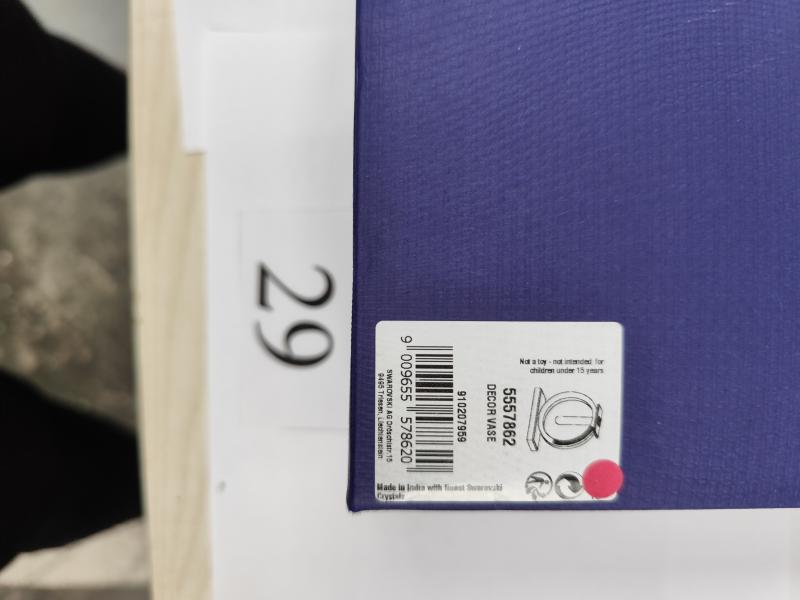 29
Not a toy - not intended for
children under 15 years
5557862
DECOR VASE
910207959
9 009655 578620
SWAROVSKI AG Dröschistr. 15
9495 Triesen, Liechtenstein
Made in India with finest Swarovski
Crystals